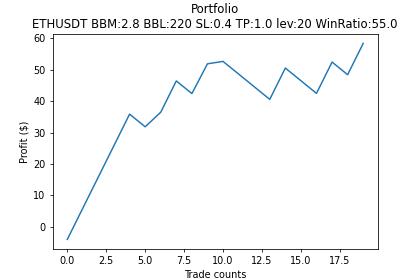 Portfolio
ETHUSDT BBM:2.8 BBL:220 SL:0.4 TP:1.0 lev:20 WinRatio:55.0
60
50
40
30
20
10
0
Profit ($)
0.0 2.5 5.0 7.5 10.0 12.5 15.0 17.5
Trade counts